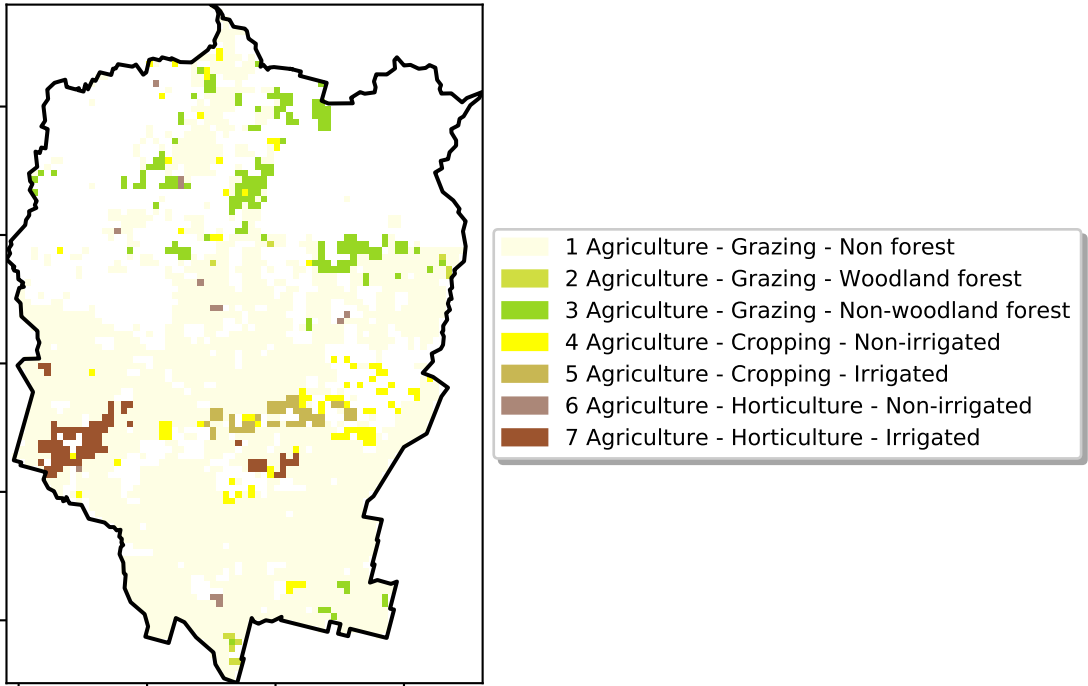 1 Agriculture - Grazing - Non forest
2 Agriculture - Grazing - Woodland forest
3 Agriculture - Grazing - Non-woodland forest
4 Agriculture - Cropping - Non-irrigated
5 Agriculture - Cropping - Irrigated
6 Agriculture - Horticulture - Non-irrigated
7 Agriculture - Horticulture - Irrigated